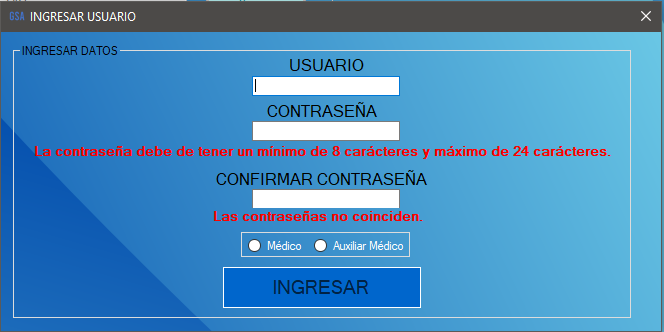 GSA INGRESAR USUARIO
INGRESAR DATOS
USUARIO
CONTRASEÑA
La contraseña debe de tener un mínimo de 8 carácteres y máximo de 24 carácteres.
CONFIRMAR CONTRASEÑA
Las contraseñas no coinciden.
Médico Auxiliar Médico
INGRESAR